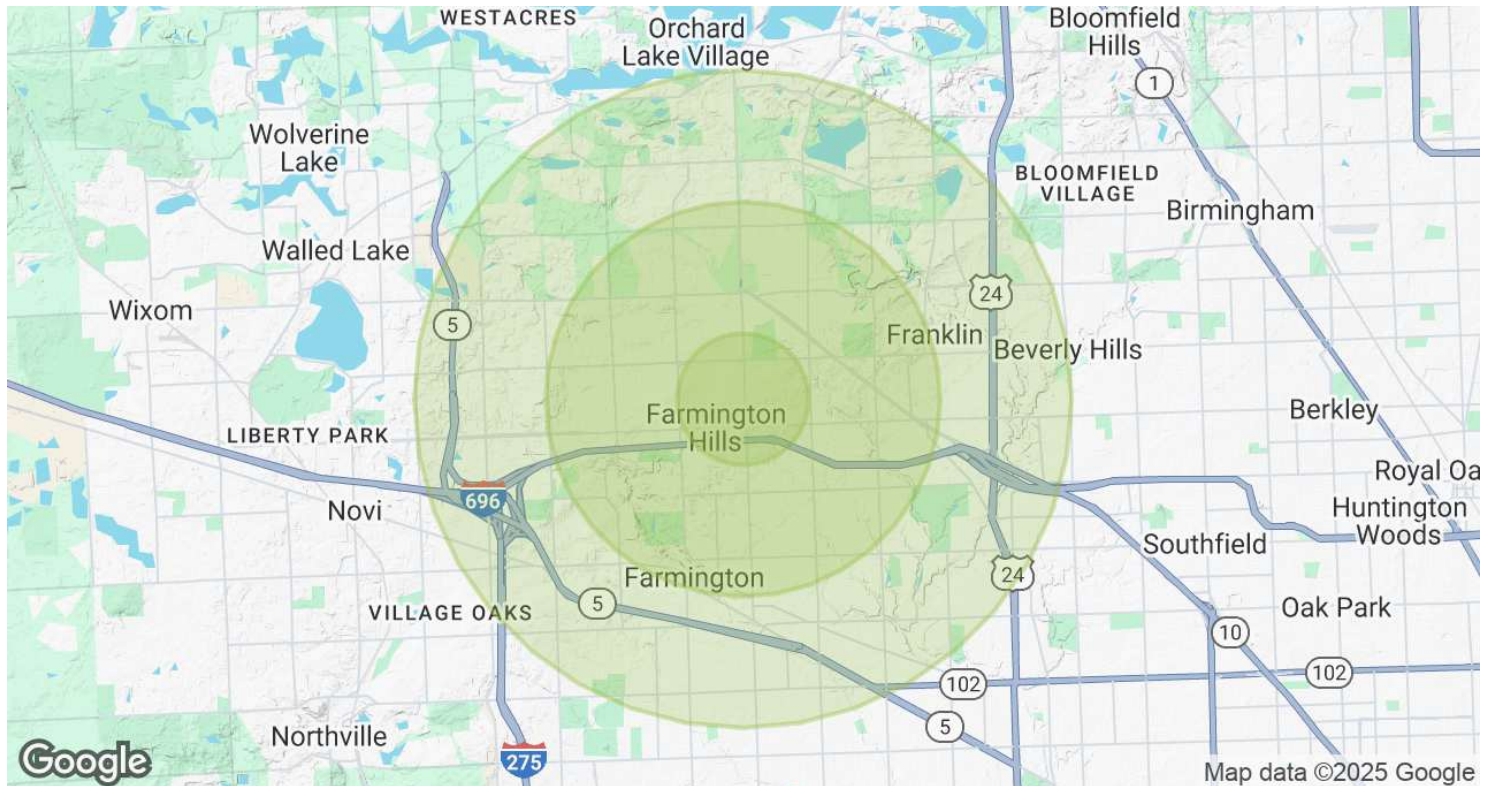 WESTACRES
Orchard
Lake Village
Bloomfield
Hills
1
Wolverine
Lake
BLOOMFIELD
VILLAGE
Birmingham
Walled Lake
24
Wixom
5
Franklin
Beverly Hills
Farmington
Hills
Berkley
LIBERTY PARK
Royal Oa
696
Novi
Huntington
Woods
Southfield
Farmington
24
5
VILLAGE OAKS
Oak Park
10
102
102
5
Northville
275
Google
Map data ©2025 Google